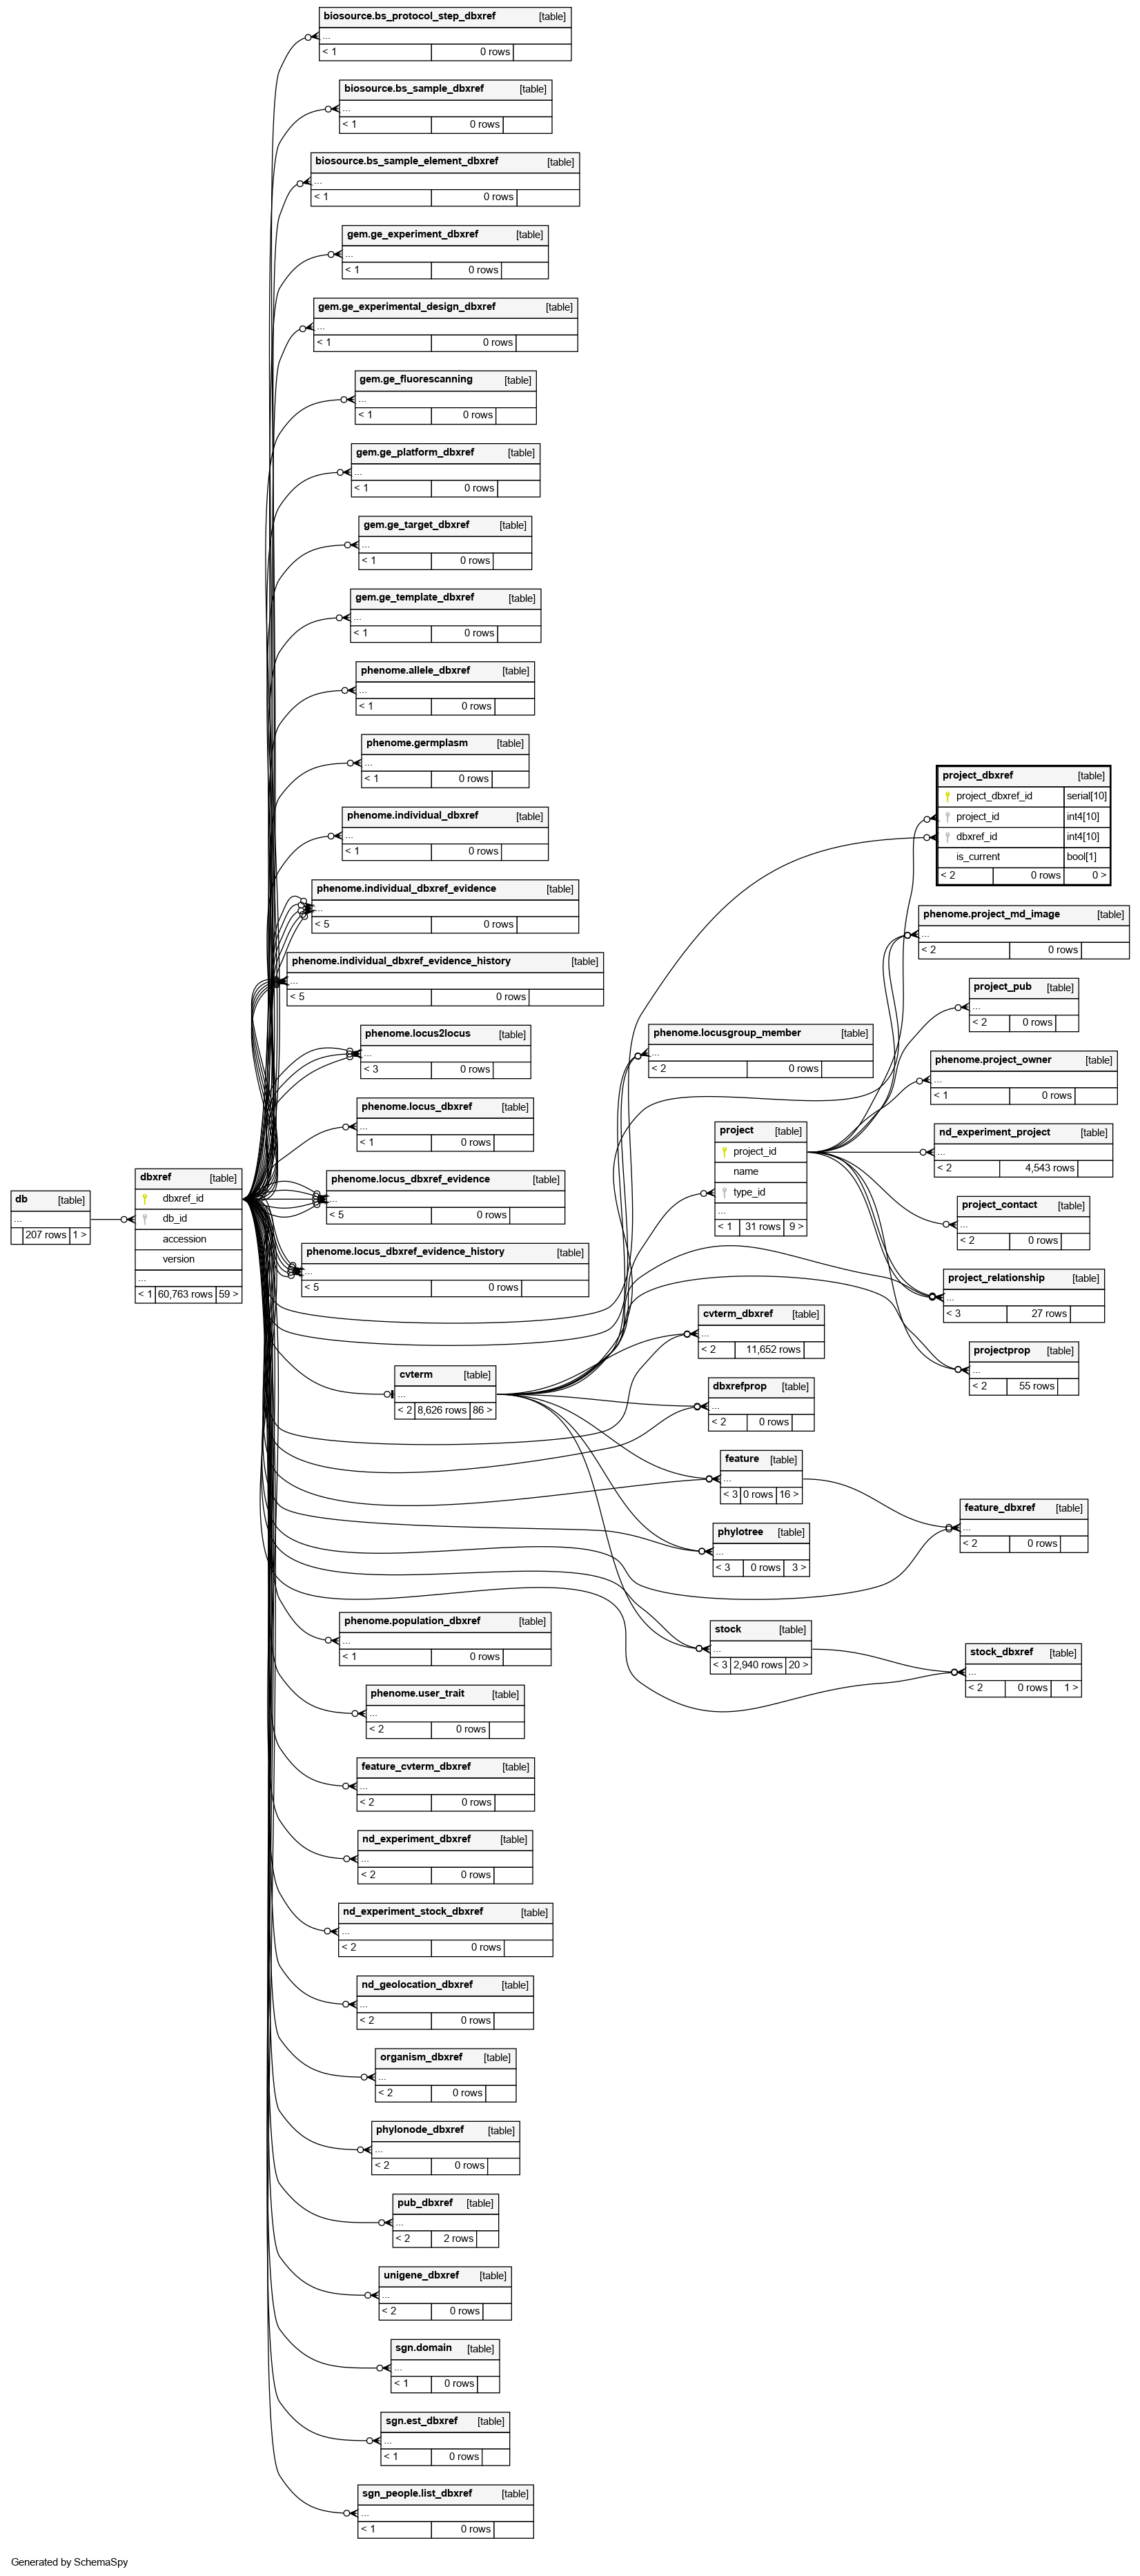 biosource.bs_protocol_step_dbxref [table]
...
< 1 0 rows
biosource.bs_sample_dbxref [table]
...
< 1 0 rows
biosource.bs_sample_element_dbxref [table]
...
< 1 0 rows
gem.ge_experiment_dbxref [table]
...
< 1 0 rows
gem.ge_experimental_design_dbxref [table]
...
< 1 0 rows
gem.ge_fluorescanning [table]
...
< 1 0 rows
gem.ge_platform_dbxref [table]
...
< 1 0 rows
gem.ge_target_dbxref [table]
...
< 1 0 rows
gem.ge_template_dbxref [table]
...
< 1 0 rows
phenome.allele_dbxref [table]
...
< 1 0 rows
phenome.germplasm [table]
...
< 1 0 rows
phenome.individual_dbxref [table]
...
< 1 0 rows
phenome.individual_dbxref_evidence [table]
...
< 5 0 rows
phenome.individual_dbxref_evidence_history [table]
...
< 5 0 rows
phenome.locus2locus [table]
...
< 3 0 rows
phenome.locus_dbxref [table]
...
< 1 0 rows
phenome.locus_dbxref_evidence [table]
...
< 5 0 rows
phenome.locus_dbxref_evidence_history [table]
...
< 5 0 rows
db [table]
...
207 rows 1 >
dbxref [table]
dbxref_id
db_id
accession
version
...
< 1 60,763 rows 59 >
cvterm [table]
...
< 2 8,626 rows 86 >
phenome.population_dbxref [table]
...
< 1 0 rows
phenome.user_trait [table]
...
< 2 0 rows
feature_cvterm_dbxref [table]
...
< 2 0 rows
nd_experiment_dbxref [table]
...
< 2 0 rows
nd_experiment_stock_dbxref [table]
...
< 2 0 rows
nd_geolocation_dbxref [table]
...
< 2 0 rows
organism_dbxref [table]
...
< 2 0 rows
phylonode_dbxref [table]
...
< 2 0 rows
pub_dbxref [table]
...
< 2 2 rows
unigene_dbxref [table]
...
< 2 0 rows
sgn.domain [table]
...
< 1 0 rows
sgn.est_dbxref [table]
...
< 1 0 rows
sgn_people.list_dbxref [table]
...
< 1 0 rows
phenome.locusgroup_member [table]
...
< 2 0 rows
project [table]
project_id
name
type_id
...
< 1 31 rows 9 >
cvterm_dbxref [table]
...
< 2 11,652 rows
dbxrefprop [table]
...
< 2 0 rows
feature [table]
...
< 3 0 rows 16 >
phylotree [table]
...
< 3 0 rows 3 >
stock [table]
...
< 3 2,940 rows 20 >
project_dbxref [table]
project_dbxref_id serial[10]
project_id int4[10]
dbxref_id int4[10]
is_current bool[1]
< 2 0 rows 0 >
phenome.project_md_image [table]
...
< 2 0 rows
project_pub [table]
...
< 2 0 rows
phenome.project_owner [table]
...
< 1 0 rows
nd_experiment_project [table]
...
< 2 4,543 rows
project_contact [table]
...
< 2 0 rows
project_relationship [table]
...
< 3 27 rows
projectprop [table]
...
< 2 55 rows
feature_dbxref [table]
...
< 2 0 rows
stock_dbxref [table]
...
< 2 0 rows 1 >
Generated by SchemaSpy